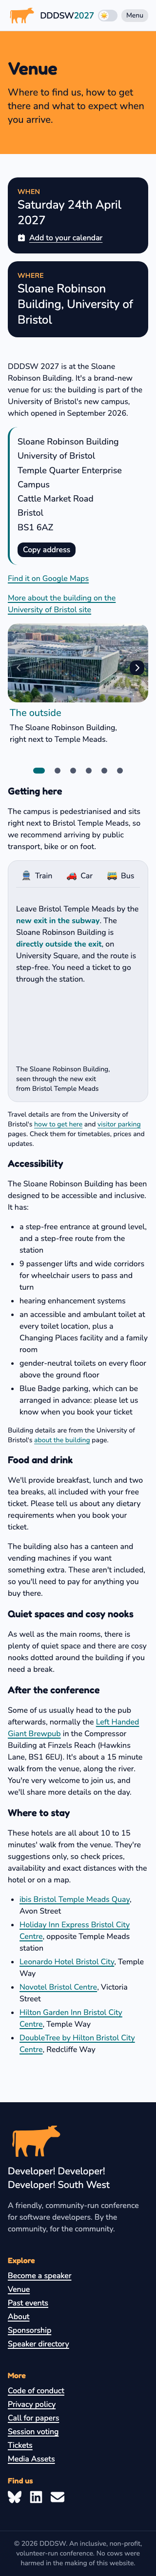 DDDSW2027
Menu
Venue
Where to find us, how to get
there and what to expect when
you arrive.
WHEN
Saturday 24th April
2027
Add to your calendar
WHERE
Sloane Robinson
Building, University of
Bristol
DDDSW 2027 is at the Sloane
Robinson Building. It's a brand-new
venue for us: the building is part of the
University of Bristol's new campus,
which opened in September 2026.
Sloane Robinson Building
University of Bristol
Temple Quarter Enterprise
Campus
Cattle Market Road
Bristol
BS1 6AZ
Copy address
Find it on Google Maps
More about the building on the
University of Bristol site
The outside
The Sloane Robinson Building,
right next to Temple Meads.
Getting here
The campus is pedestrianised and
right next to Bristol Temple Meads, so
we recommend arriving by public
transport, bike or on foot.
Train
Car
Bus
Leave Bristol Temple Meads by the
new exit in the subway. The
Sloane Robinson Building is
directly outside the exit, on
University Square, and the route is
step-free. You need a ticket to go
through the station.
The Sloane Robinson Building,
seen through the new exit
from Bristol Temple Meads
Travel details are from the University of
Bristol's how to get here and visitor parking
pages. Check them for timetables, prices and
updates.
Accessibility
The Sloane Robinson Building has been
designed to be accessible and inclusive.
It has:
• a step-free entrance at ground level,
and a step-free route from the
station
• 9 passenger lifts and wide corridors
for wheelchair users to pass and
turn
• hearing enhancement systems
• an accessible and ambulant toilet at
every toilet location, plus a
Changing Places facility and a family
room
• gender-neutral toilets on every floor
above the ground floor
• Blue Badge parking, which can be
arranged in advance: please let us
know when you book your ticket
Building details are from the University of
Bristol's about the building page.
Food and drink
We'll provide breakfast, lunch and two
tea breaks, all included with your free
ticket. Please tell us about any dietary
requirements when you book your
ticket.
The building also has a canteen and
vending machines if you want
something extra. These aren't included,
so you'll need to pay for anything you
buy there.
Quiet spaces and cosy nooks
As well as the main rooms, there is
plenty of quiet space and there are cosy
nooks dotted around the building if you
need a break.
After the conference
Some of us usually head to the pub
afterwards, normally the Left Handed
Giant Brewpub in the Compressor
Building at Finzels Reach (Hawkins
Lane, BS1 6EU). It's about a 15 minute
walk from the venue, along the river.
You're very welcome to join us, and
we'll share more details on the day.
Where to stay
These hotels are all about 10 to 15
minutes' walk from the venue. They're
suggestions only, so check prices,
availability and exact distances with the
hotel or on a map.
• ibis Bristol Temple Meads Quay,
Avon Street
• Holiday Inn Express Bristol City
Centre, opposite Temple Meads
station
• Leonardo Hotel Bristol City, Temple
Way
• Novotel Bristol Centre, Victoria
Street
• Hilton Garden Inn Bristol City
Centre, Temple Way
• DoubleTree by Hilton Bristol City
Centre, Redcliffe Way
Developer! Developer!
Developer! South West
A friendly, community-run conference
for software developers. By the
community, for the community.
Explore
Become a speaker
Venue
Past events
About
Sponsorship
Speaker directory
More
Code of conduct
Privacy policy
Call for papers
Session voting
Tickets
Media Assets
Find us
© 2026 DDDSW. An inclusive, non-profit,
volunteer-run conference. No cows were
harmed in the making of this website.